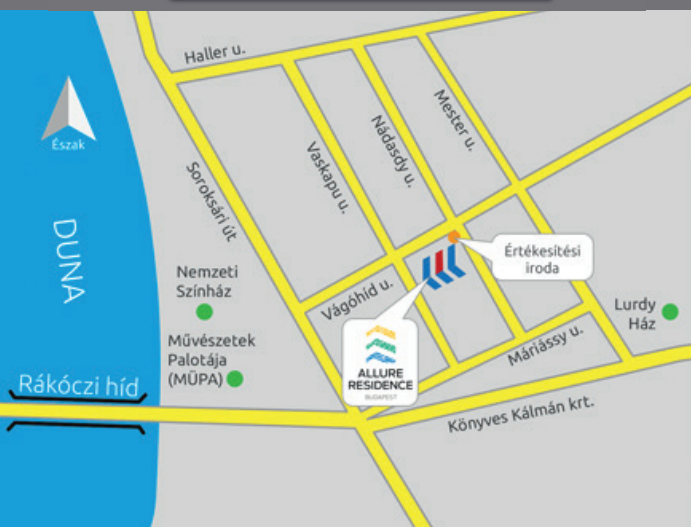 Haller u.
Észak
Mester u.
Nádasdy u.
Vaskapu u.
Soroksári út
DUNA
Értékesítési
iroda
Nemzeti
Színház
Vágóhíd u.
Lurdy
Ház
Művészetek
Palotája
(MÜPA)
Máriássy u.
ALLURE
RESIDENCE
BUDAPEST
Rákóczi híd
Könyves Kálmán krt.